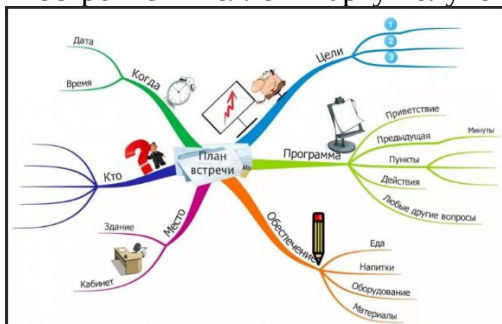 План
встречи
Когда
Дата
Время
Цели
1
2
3
Программа
Приветствие
Предыдущая
Минуты
Пункты
Действия
Любые другие вопросы
Обеспечение
Еда
Напитки
Оборудование
Материалы
Место
Здание
Кабинет
Кто